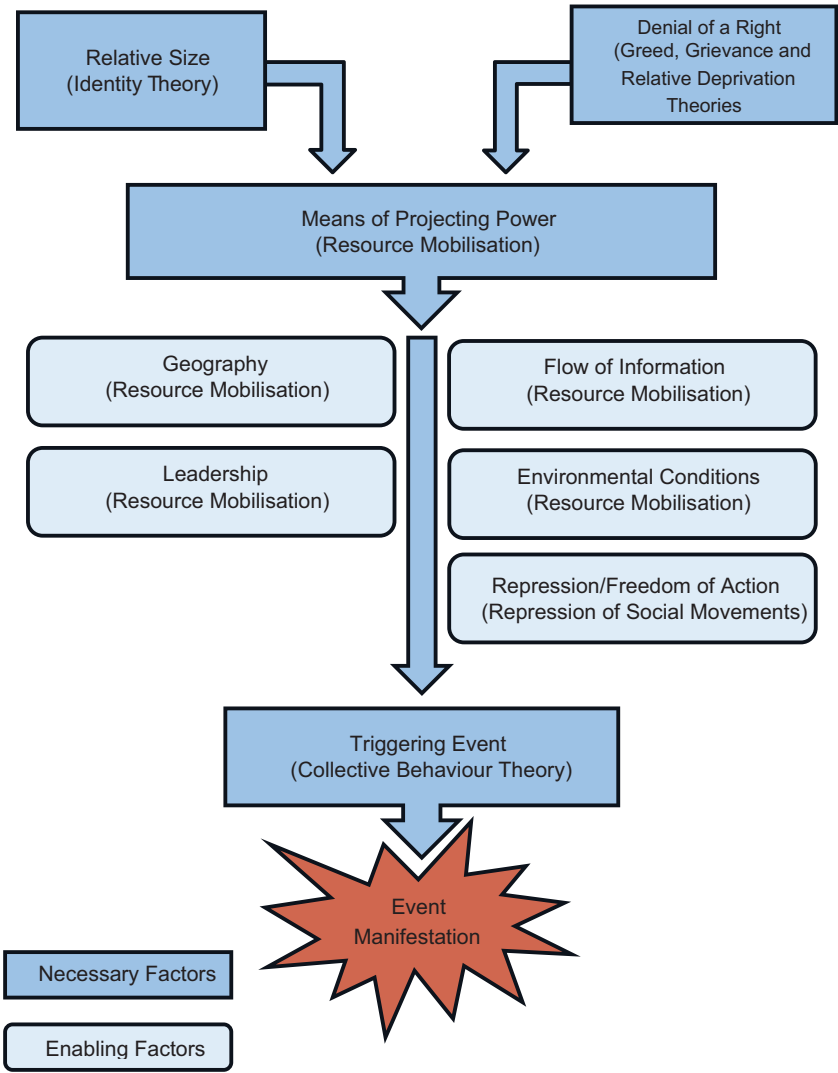 Relative Size
(Identity Theory)
Denial of a Right
(Greed, Grievance and
Relative Deprivation
Theories
Means of Projecting Power
(Resource Mobilisation)
Geography
(Resource Mobilisation)
Flow of Information
(Resource Mobilisation)
Leadership
(Resource Mobilisation)
Environmental Conditions
(Resource Mobilisation)
Repression/Freedom of Action
(Repression of Social Movements)
Triggering Event
(Collective Behaviour Theory)
Event
Manifestation
Necessary Factors
Enabling Factors